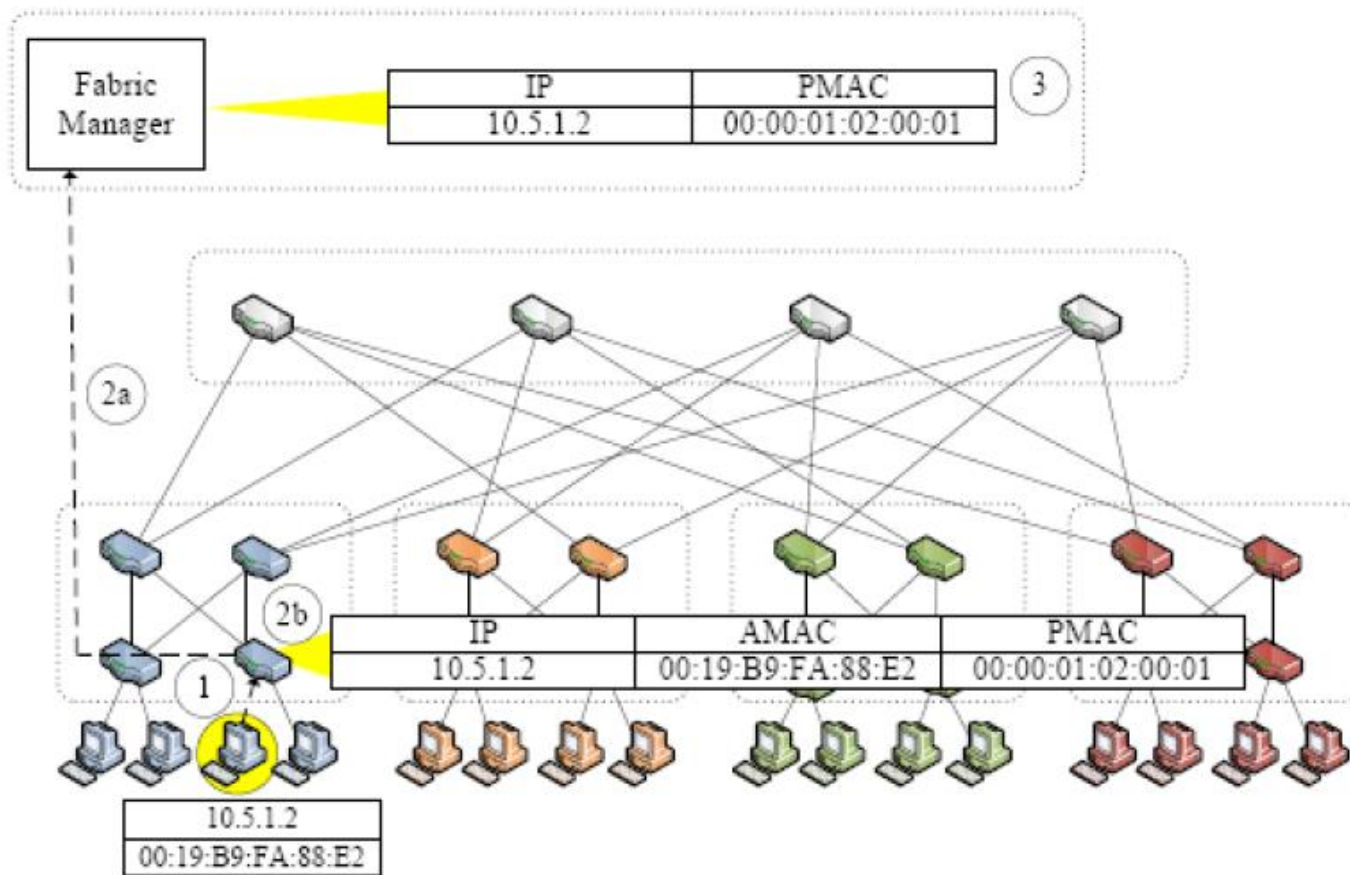 Fabric
Manager
IP PMAC
10.5.1.2 00:00:01:02:00:01
3
2a
2b
IP AMAC PMAC
10.5.1.2 00:19:B9:FA:88:E2 00:00:01:02:00:01
1
10.5.1.2
00:19:B9:FA:88:E2